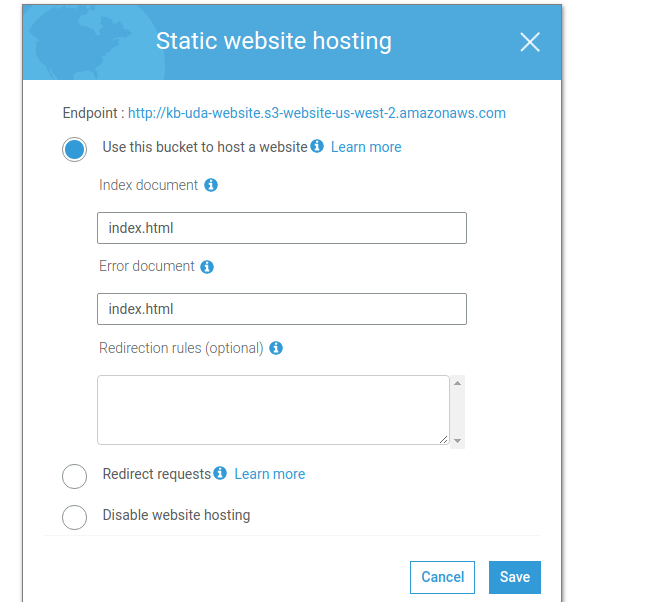 Static website hosting
Endpoint : http://kb-uda-website.s3-website-us-west-2.amazonaws.com
Use this bucket to host a website Learn more
Index document
index.html
Error document
index.html
Redirection rules (optional)
Redirect requests Learn more
Disable website hosting
Cancel Save